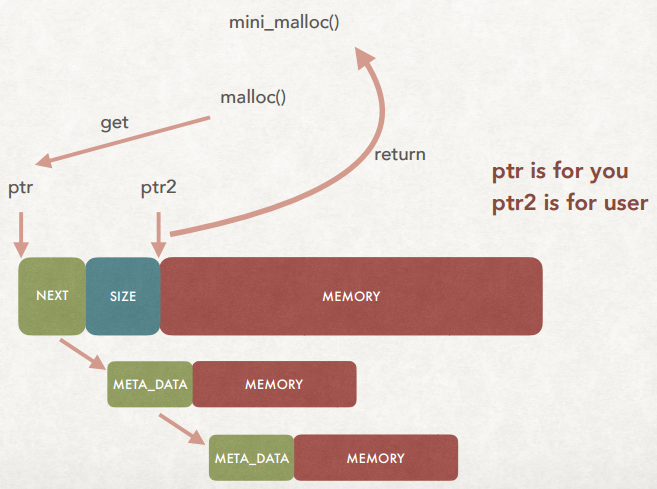 mini_malloc()
malloc()
get
return
ptr
ptr2
ptr is for you
ptr2 is for user
NEXT
SIZE
MEMORY
META_DATA
MEMORY
META_DATA
MEMORY